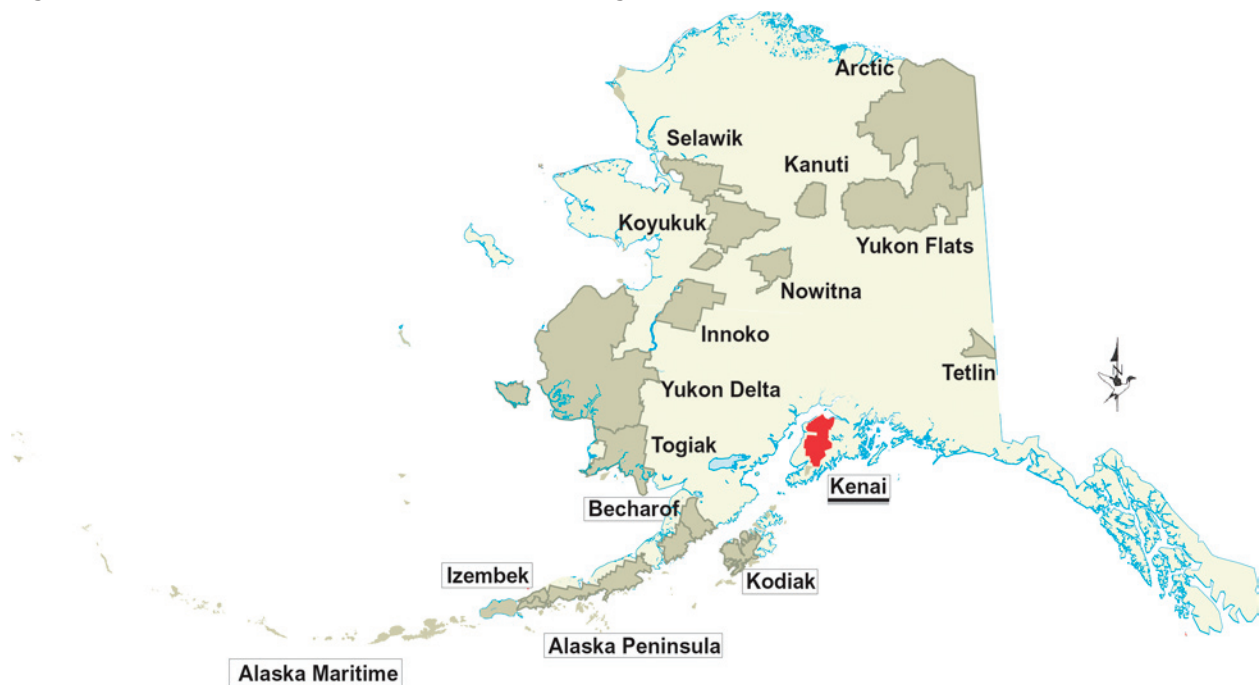 Arctic
Selawik
Kanuti
Koyukuk
Yukon Flats
Nowitna
Innoko
Tetlin
Yukon Delta
Togiak
Kenai
Becharof
Izembek
Kodiak
Alaska Peninsula
Alaska Maritime
N